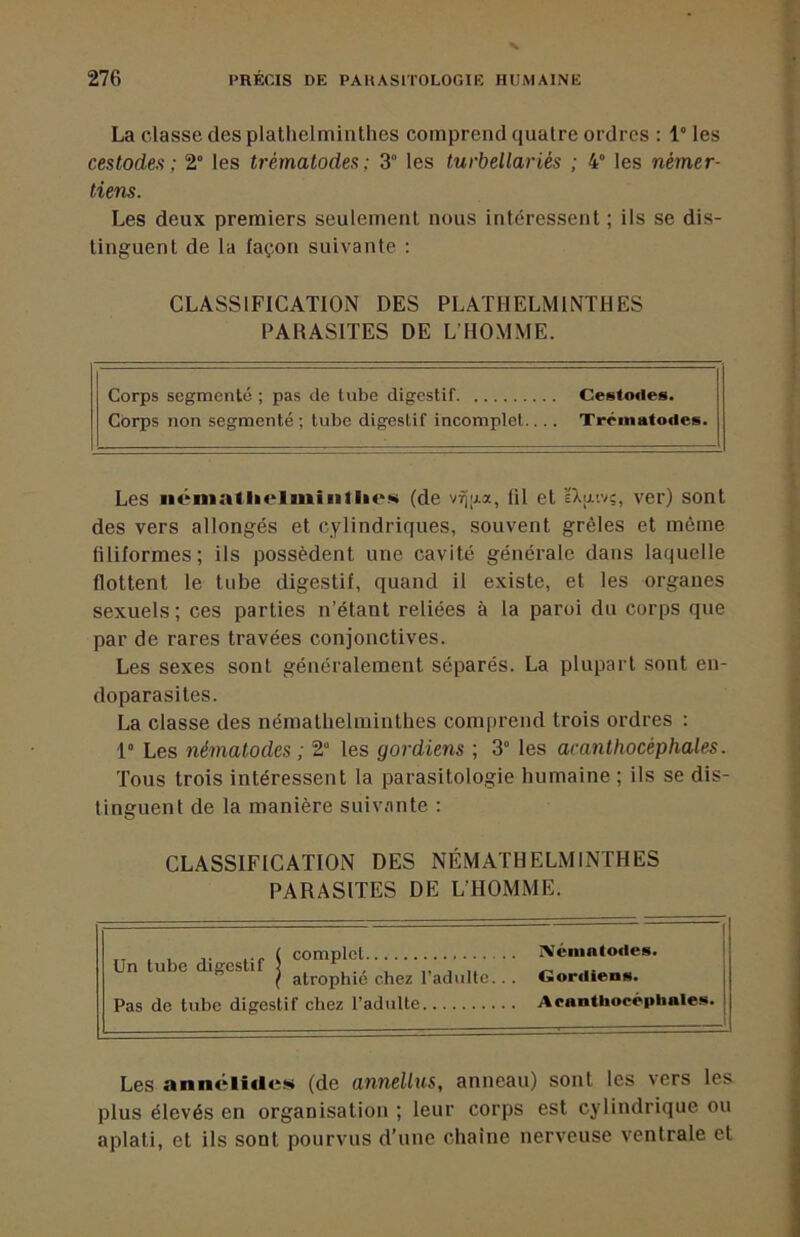 276 PRÉCIS DE PARASITOLOGIE HUMAINE
La classe des plathelminthes comprend quatre ordres : 1° les
cestodes ; 2° les trématodes ; 3° les turbellariés ; 4° les némer-
tiens.
Les deux premiers seulement nous intéressent ; ils se dis-
tinguent de la façon suivante :
CLASSIFICATION DES PLATHELMINTHES
PARASITES DE L'HOMME.
Corps segmenté ; pas de tube digestif. .......... Cestodes.
Corps non segmenté ; tube digestif incomplet.... Trématodes.
Les némathelminthes (de νῆμα, fil et ἕλμινς, ver) sont
des vers allongés et cylindriques, souvent grêles et même
filiformes ; ils possèdent une cavité générale dans laquelle
flottent le tube digestif, quand il existe, et les organes
sexuels ; ces parties n'étant reliées à la paroi du corps que
par de rares travées conjonctives.
Les sexes sont généralement séparés. La plupart sont en-
doparasites.
La classe des némathelminthes comprend trois ordres :
1° Les nématodes ; 2° les gordiens ; 3° les acanthocéphales.
Tous trois intéressent la parasitologie humaine ; ils se dis-
tinguent de la manière suivante :
CLASSIFICATION DES NÉMATHELMINTHES
PARASITES DE L'HOMME.
Un tube digestif { complet................ Nématodes.
{ atrophié chez l'adulte... Gordiens.
Pas de tube digestif chez l'adulte.......... Acanthocéphales.
Les annélides (de annellus, anneau) sont les vers les
plus élevés en organisation ; leur corps est cylindrique ou
aplati, et ils sont pourvus d'une chaîne nerveuse ventrale et